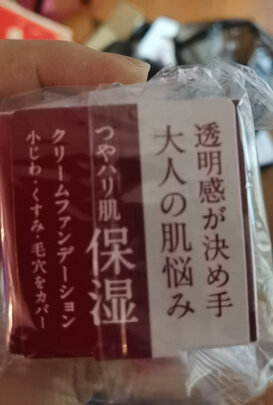 透明感が決め手
大人の肌悩み
つやハリ肌
保湿
クリームファンデーション
小じわ・くすみ・毛穴をカバー